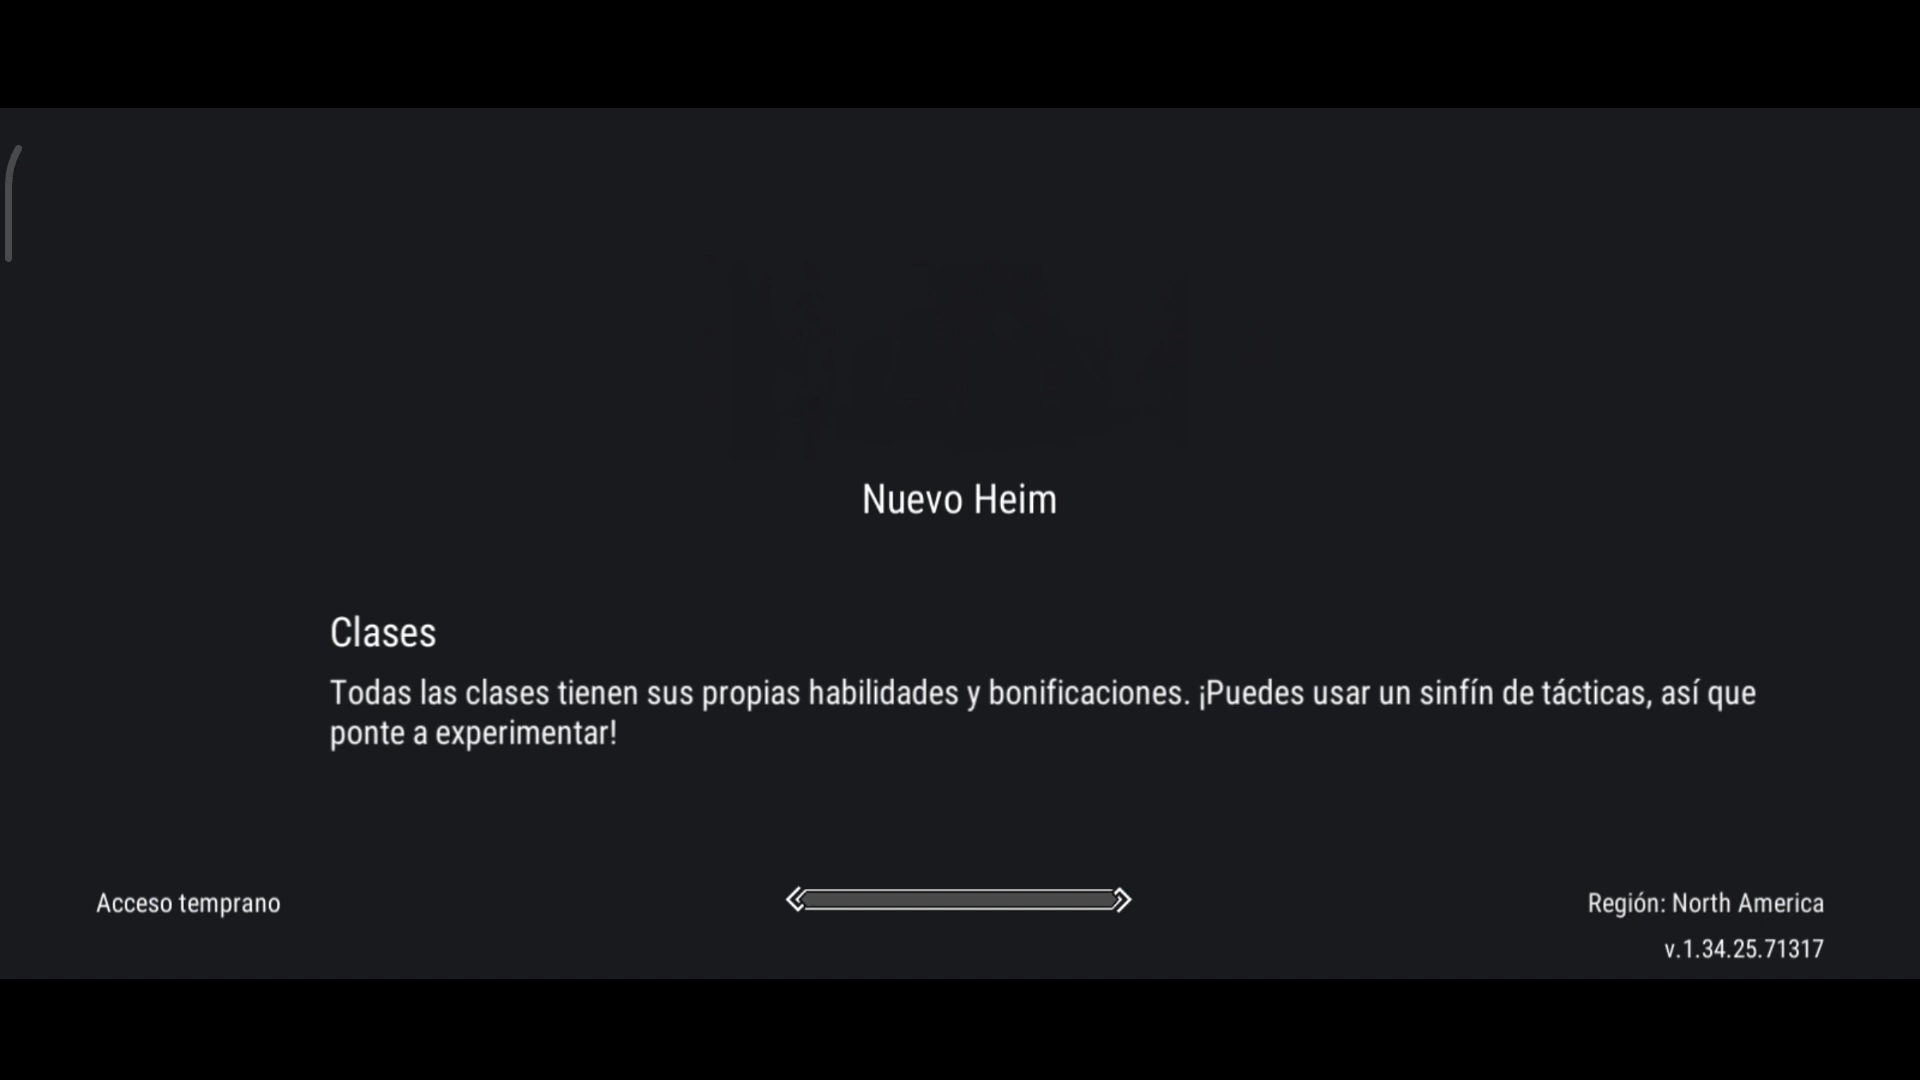 Nuevo Heim
Clases
Todas las clases tienen sus propias habilidades y bonificaciones. ¡Puedes usar un sinfín de tácticas, así que
ponte a experimentar!
Acceso temprano
Región: North America
v.1.34.25.71317